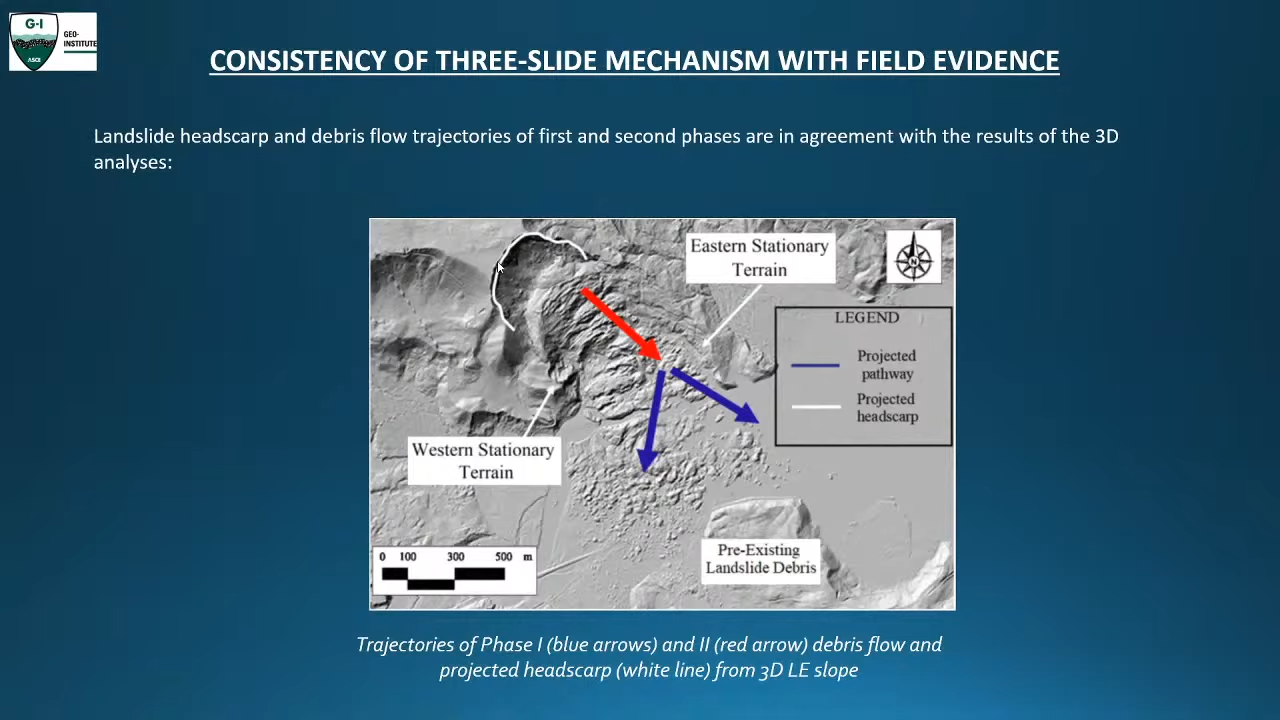 G-I
GEO-
INSTITUTE
ASCE
CONSISTENCY OF THREE-SLIDE MECHANISM WITH FIELD EVIDENCE
Landslide headscarp and debris flow trajectories of first and second phases are in agreement with the results of the 3D
analyses:
Eastern Stationary
Terrain
N
LEGEND
Projected
pathway
Projected
headscarp
Western Stationary
Terrain
Pre-Existing
Landslide Debris
0 100 300 500 m
Trajectories of Phase I (blue arrows) and II (red arrow) debris flow and
projected headscarp (white line) from 3D LE slope